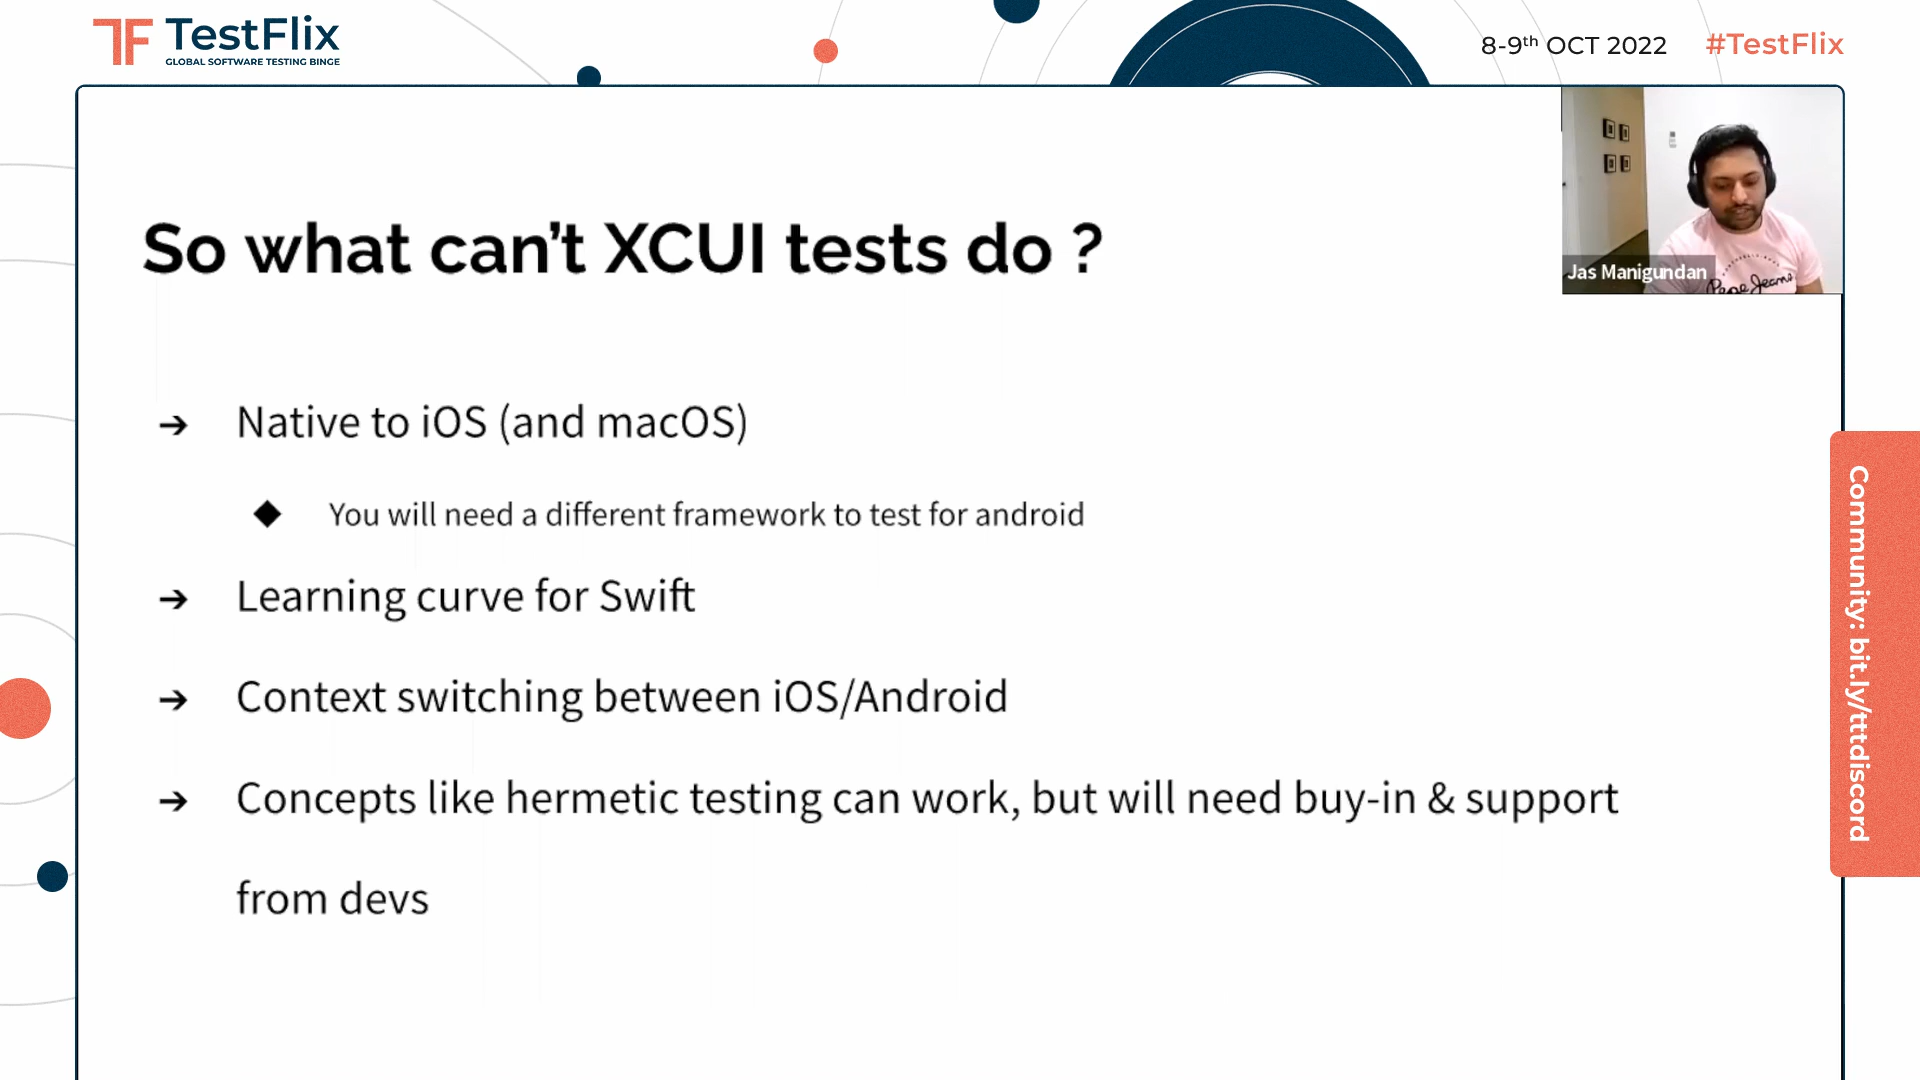 TestFlix
GLOBAL SOFTWARE TESTING BINGE
8-9th OCT 2022
#TestFlix
So what can’t XCUI tests do ?
Jas Manigundan
Pepe Jeans
➔ Native to iOS (and macOS)
◆ You will need a different framework to test for android
➔ Learning curve for Swift
➔ Context switching between iOS/Android
➔ Concepts like hermetic testing can work, but will need buy-in & support
from devs
Community: bit.ly/tttdiscord